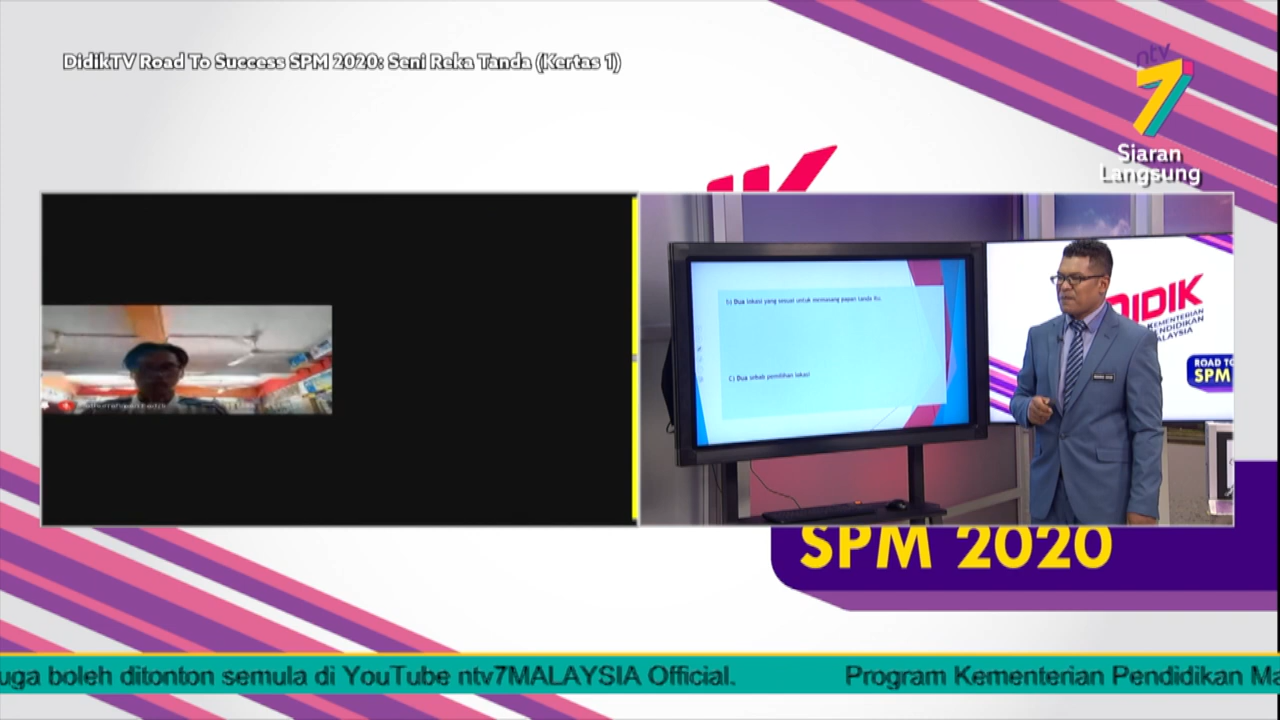 DidikTV Road To Success SPM 2020: Seni Reka Tanda (Kertas 1)
ntv
7
Siaran
Langsung
b) Dua lokasi yang sesuai untuk memasang papan tanda itu.
C) Dua sebab pemilihan lokasi
DIDIK
KEMENTERIAN
PENDIDIKAN
MALAYSIA
ROAD TO
SPM
SPM 2020
uga boleh ditonton semula di YouTube ntv7MALAYSIA Official. Program Kementerian Pendidikan Ma